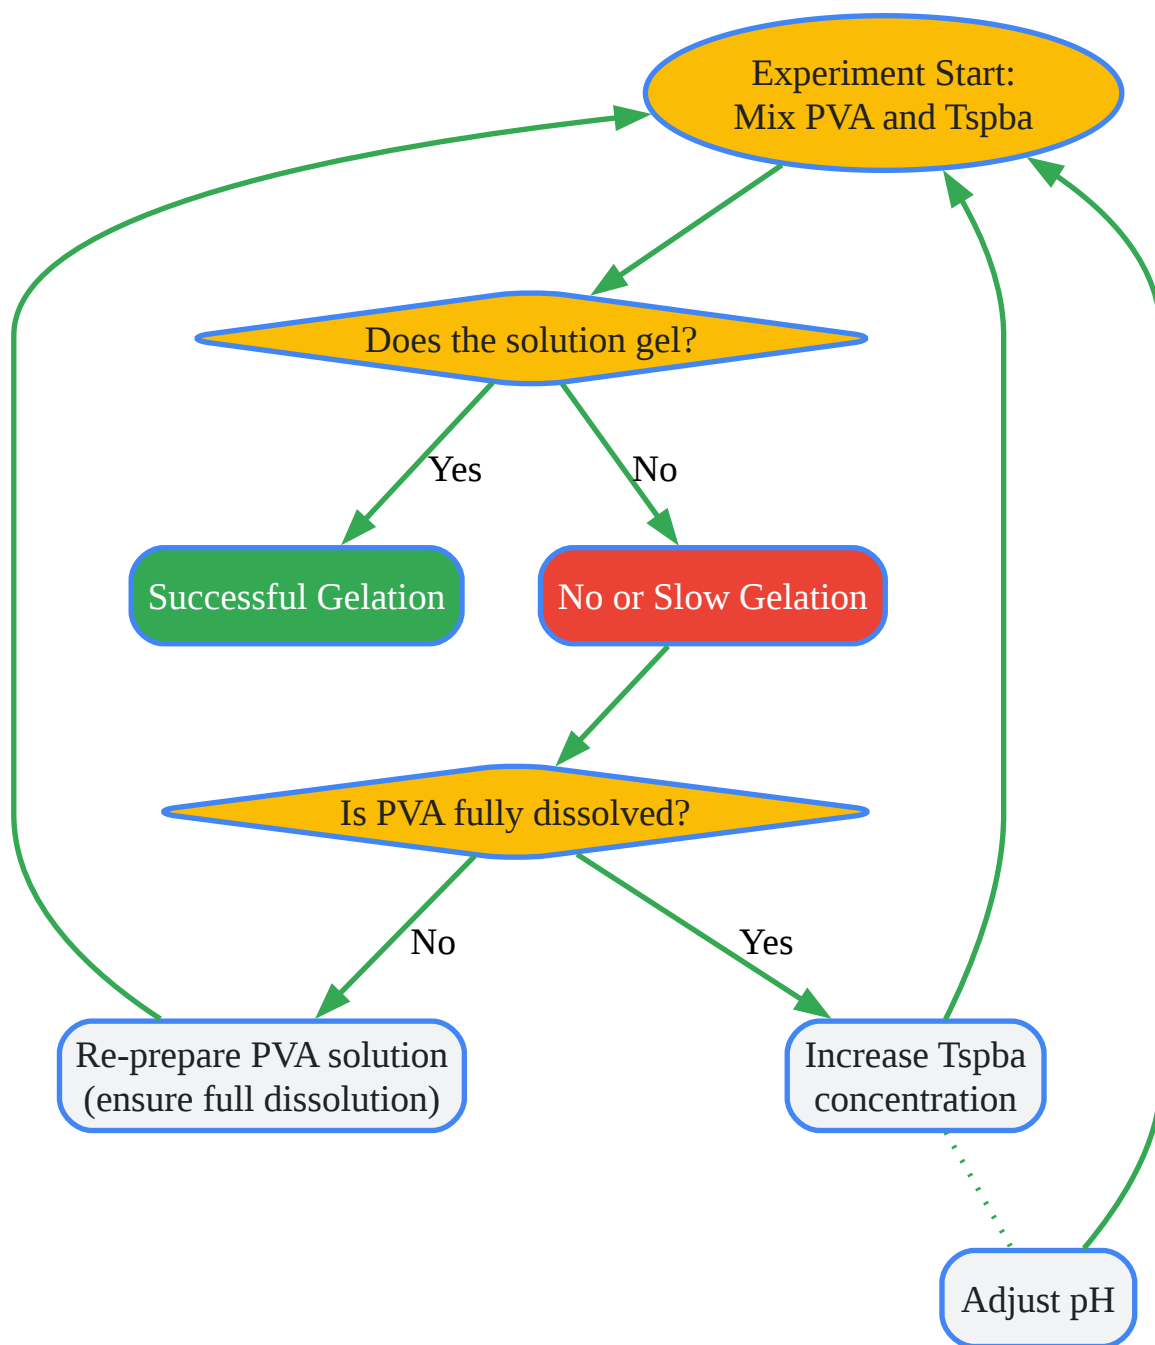 Experiment Start:
Mix PVA and Tspba
Does the solution gel?
Yes
No
Successful Gelation
No or Slow Gelation
Is PVA fully dissolved?
No
Yes
Re-prepare PVA solution
(ensure full dissolution)
Increase Tspba
concentration
Adjust pH